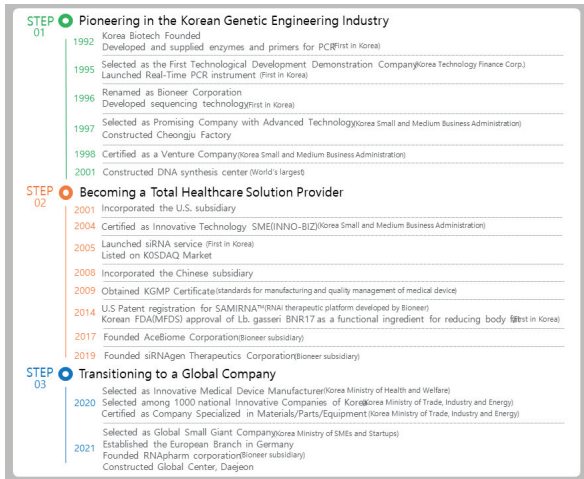 STEP 01 Pioneering in the Korean Genetic Engineering Industry
1992 Korea Biotech Founded
Developed and supplied enzymes and primers for PCR(First in Korea)
1995 Selected as the First Technological Development Demonstration Company(Korea Technology Finance Corp.)
Launched Real-Time PCR instrument (First in Korea)
1996 Renamed as Bioneer Corporation
Developed sequencing technology(First in Korea)
1997 Selected as Promising Company with Advanced Technology(Korea Small and Medium Business Administration)
Constructed Cheongju Factory
1998 Certified as a Venture Company(Korea Small and Medium Business Administration)
2001 Constructed DNA synthesis center (World's largest)
STEP 02 Becoming a Total Healthcare Solution Provider
2001 Incorporated the U.S. subsidiary
2004 Certified as Innovative Technology SME(INNO-BIZ)(Korea Small and Medium Business Administration)
2005 Launched siRNA service (First in Korea)
Listed on KOSDAQ Market
2008 Incorporated the Chinese subsidiary
2009 Obtained KGMP Certificate(standards for manufacturing and quality management of medical device)
2014 U.S Patent registration for SAMIRNA™(RNAi therapeutic platform developed by Bioneer)
Korean FDA(MFDS) approval of Lb. gasseri BNR17 as a functional ingredient for reducing body fat(First in Korea)
2017 Founded AceBiome Corporation(Bioneer subsidiary)
2019 Founded siRNAgen Therapeutics Corporation(Bioneer subsidiary)
STEP 03 Transitioning to a Global Company
2020 Selected as Innovative Medical Device Manufacturer(Korea Ministry of Health and Welfare)
Selected among 1000 national Innovative Companies of Korea(Korea Ministry of Trade, Industry and Energy)
Certified as Company Specialized in Materials/Parts/Equipment (Korea Ministry of Trade, Industry and Energy)
2021 Selected as Global Small Giant Company(Korea Ministry of SMEs and Startups)
Established the European Branch in Germany
Founded RNApharm corporation(Bioneer subsidiary)
Constructed Global Center, Daejeon